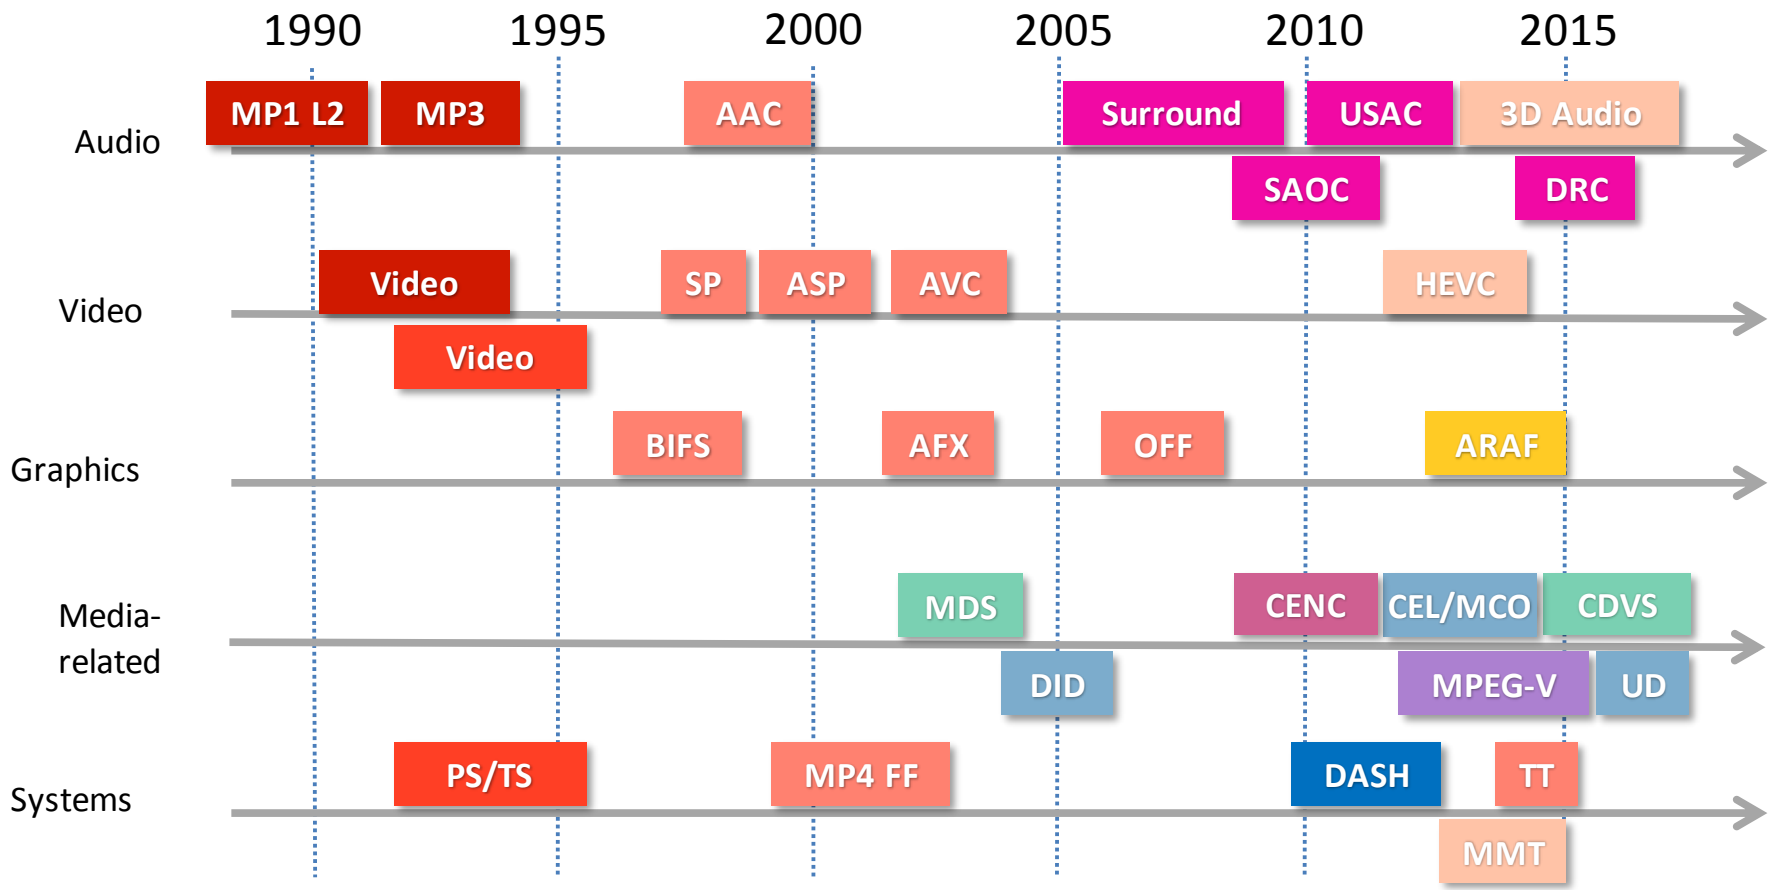 1990 1995 2000 2005 2010 2015
Audio
MP1 L2 MP3 AAC Surround USAC 3D Audio
SAOC DRC
Video
Video SP ASP AVC HEVC
Video
Graphics
BIFS AFX OFF ARAF
Media-
related
MDS CENC CEL/MCO CDVS
DID MPEG-V UD
Systems
PS/TS MP4 FF DASH TT
MMT